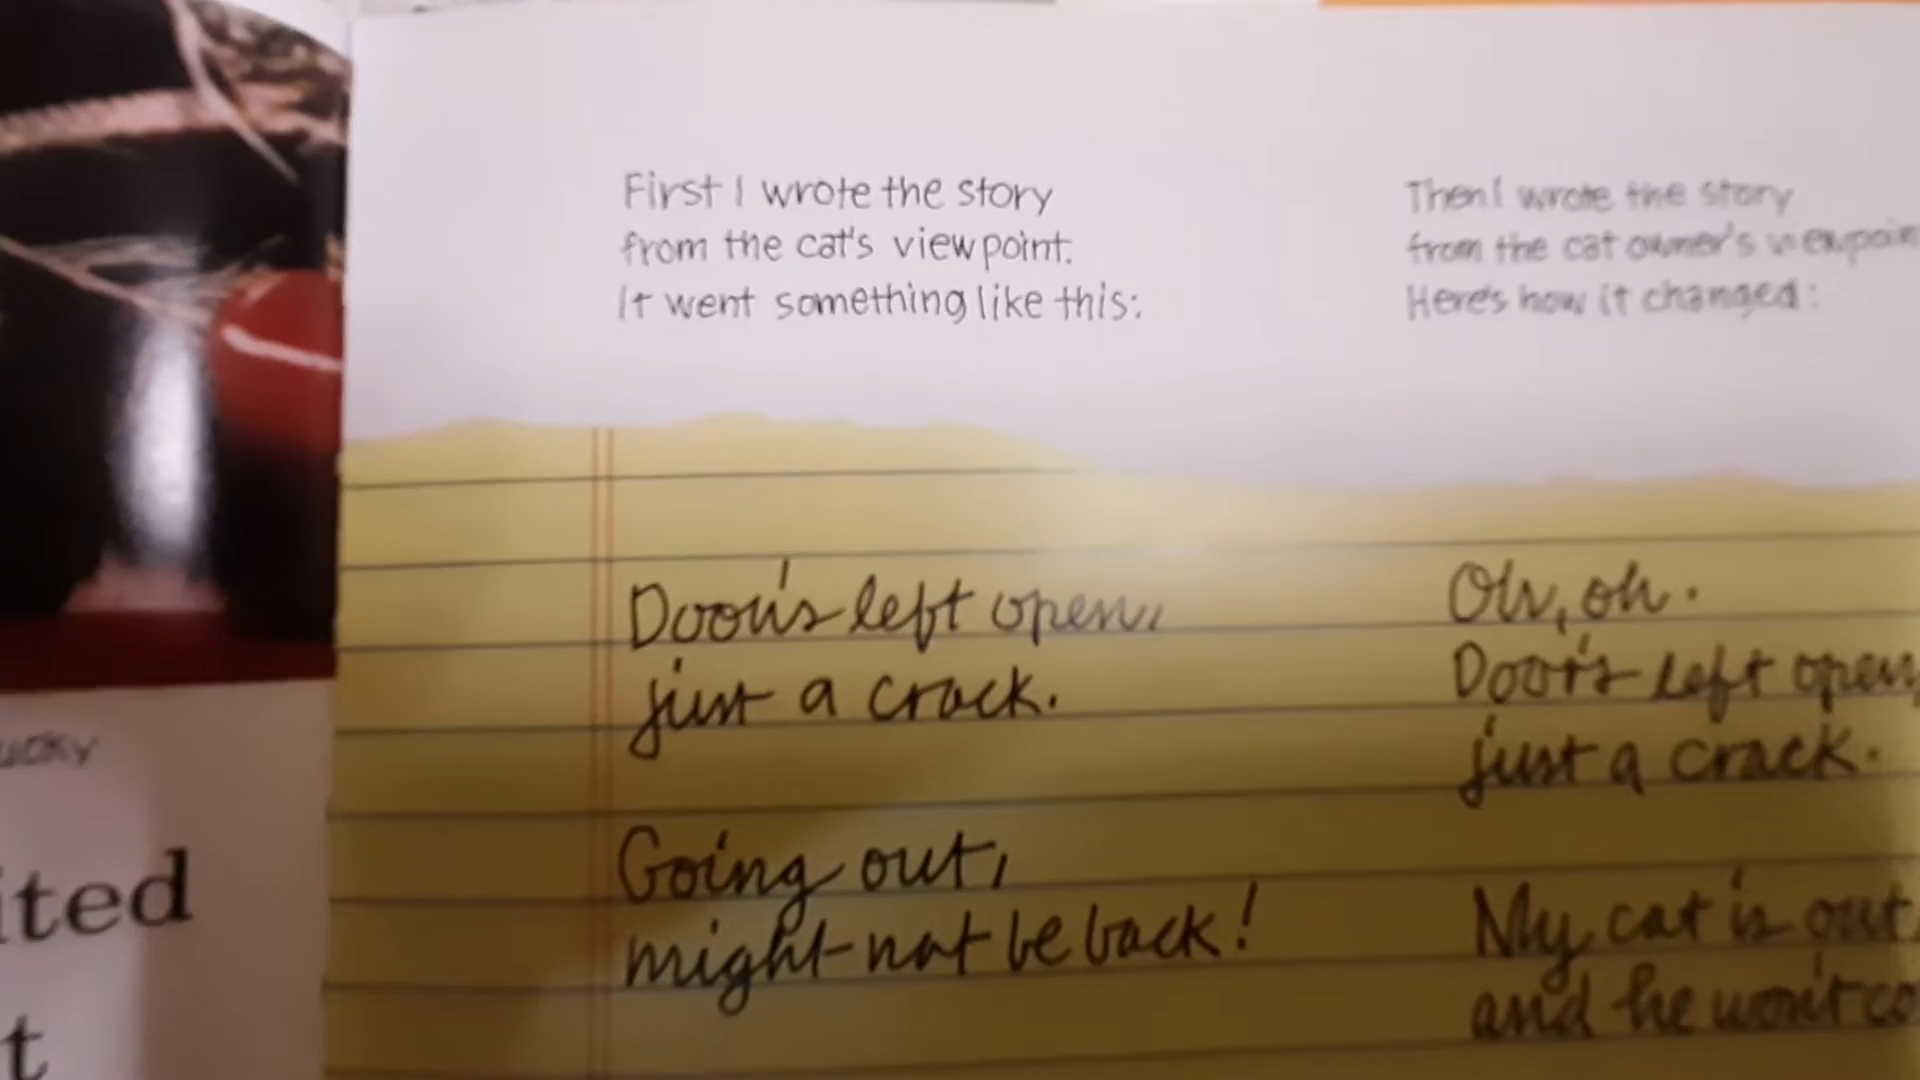 First I wrote the story
from the cat's viewpoint.
It went something like this:
Door's left open,
just a crack.
Going out,
might not be back!
Then I wrote the story
from the cat owner's
Here's how it changed:
Oh, oh.
Door's left open,
just a crack.
My cat is out,
and he won't